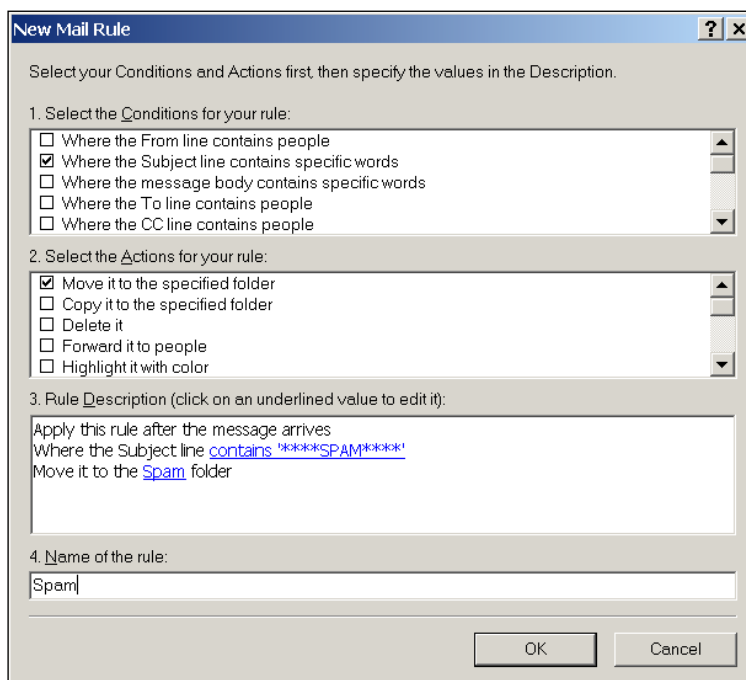 New Mail Rule
Select your Conditions and Actions first, then specify the values in the Description.
1. Select the Conditions for your rule:
Where the From line contains people
Where the Subject line contains specific words
Where the message body contains specific words
Where the To line contains people
Where the CC line contains people
2. Select the Actions for your rule:
Move it to the specified folder
Copy it to the specified folder
Delete it
Forward it to people
Highlight it with color
3. Rule Description (click on an underlined value to edit it):
Apply this rule after the message arrives
Where the Subject line contains '****SPAM****'
Move it to the Spam folder
4. Name of the rule:
Spam
OK
Cancel